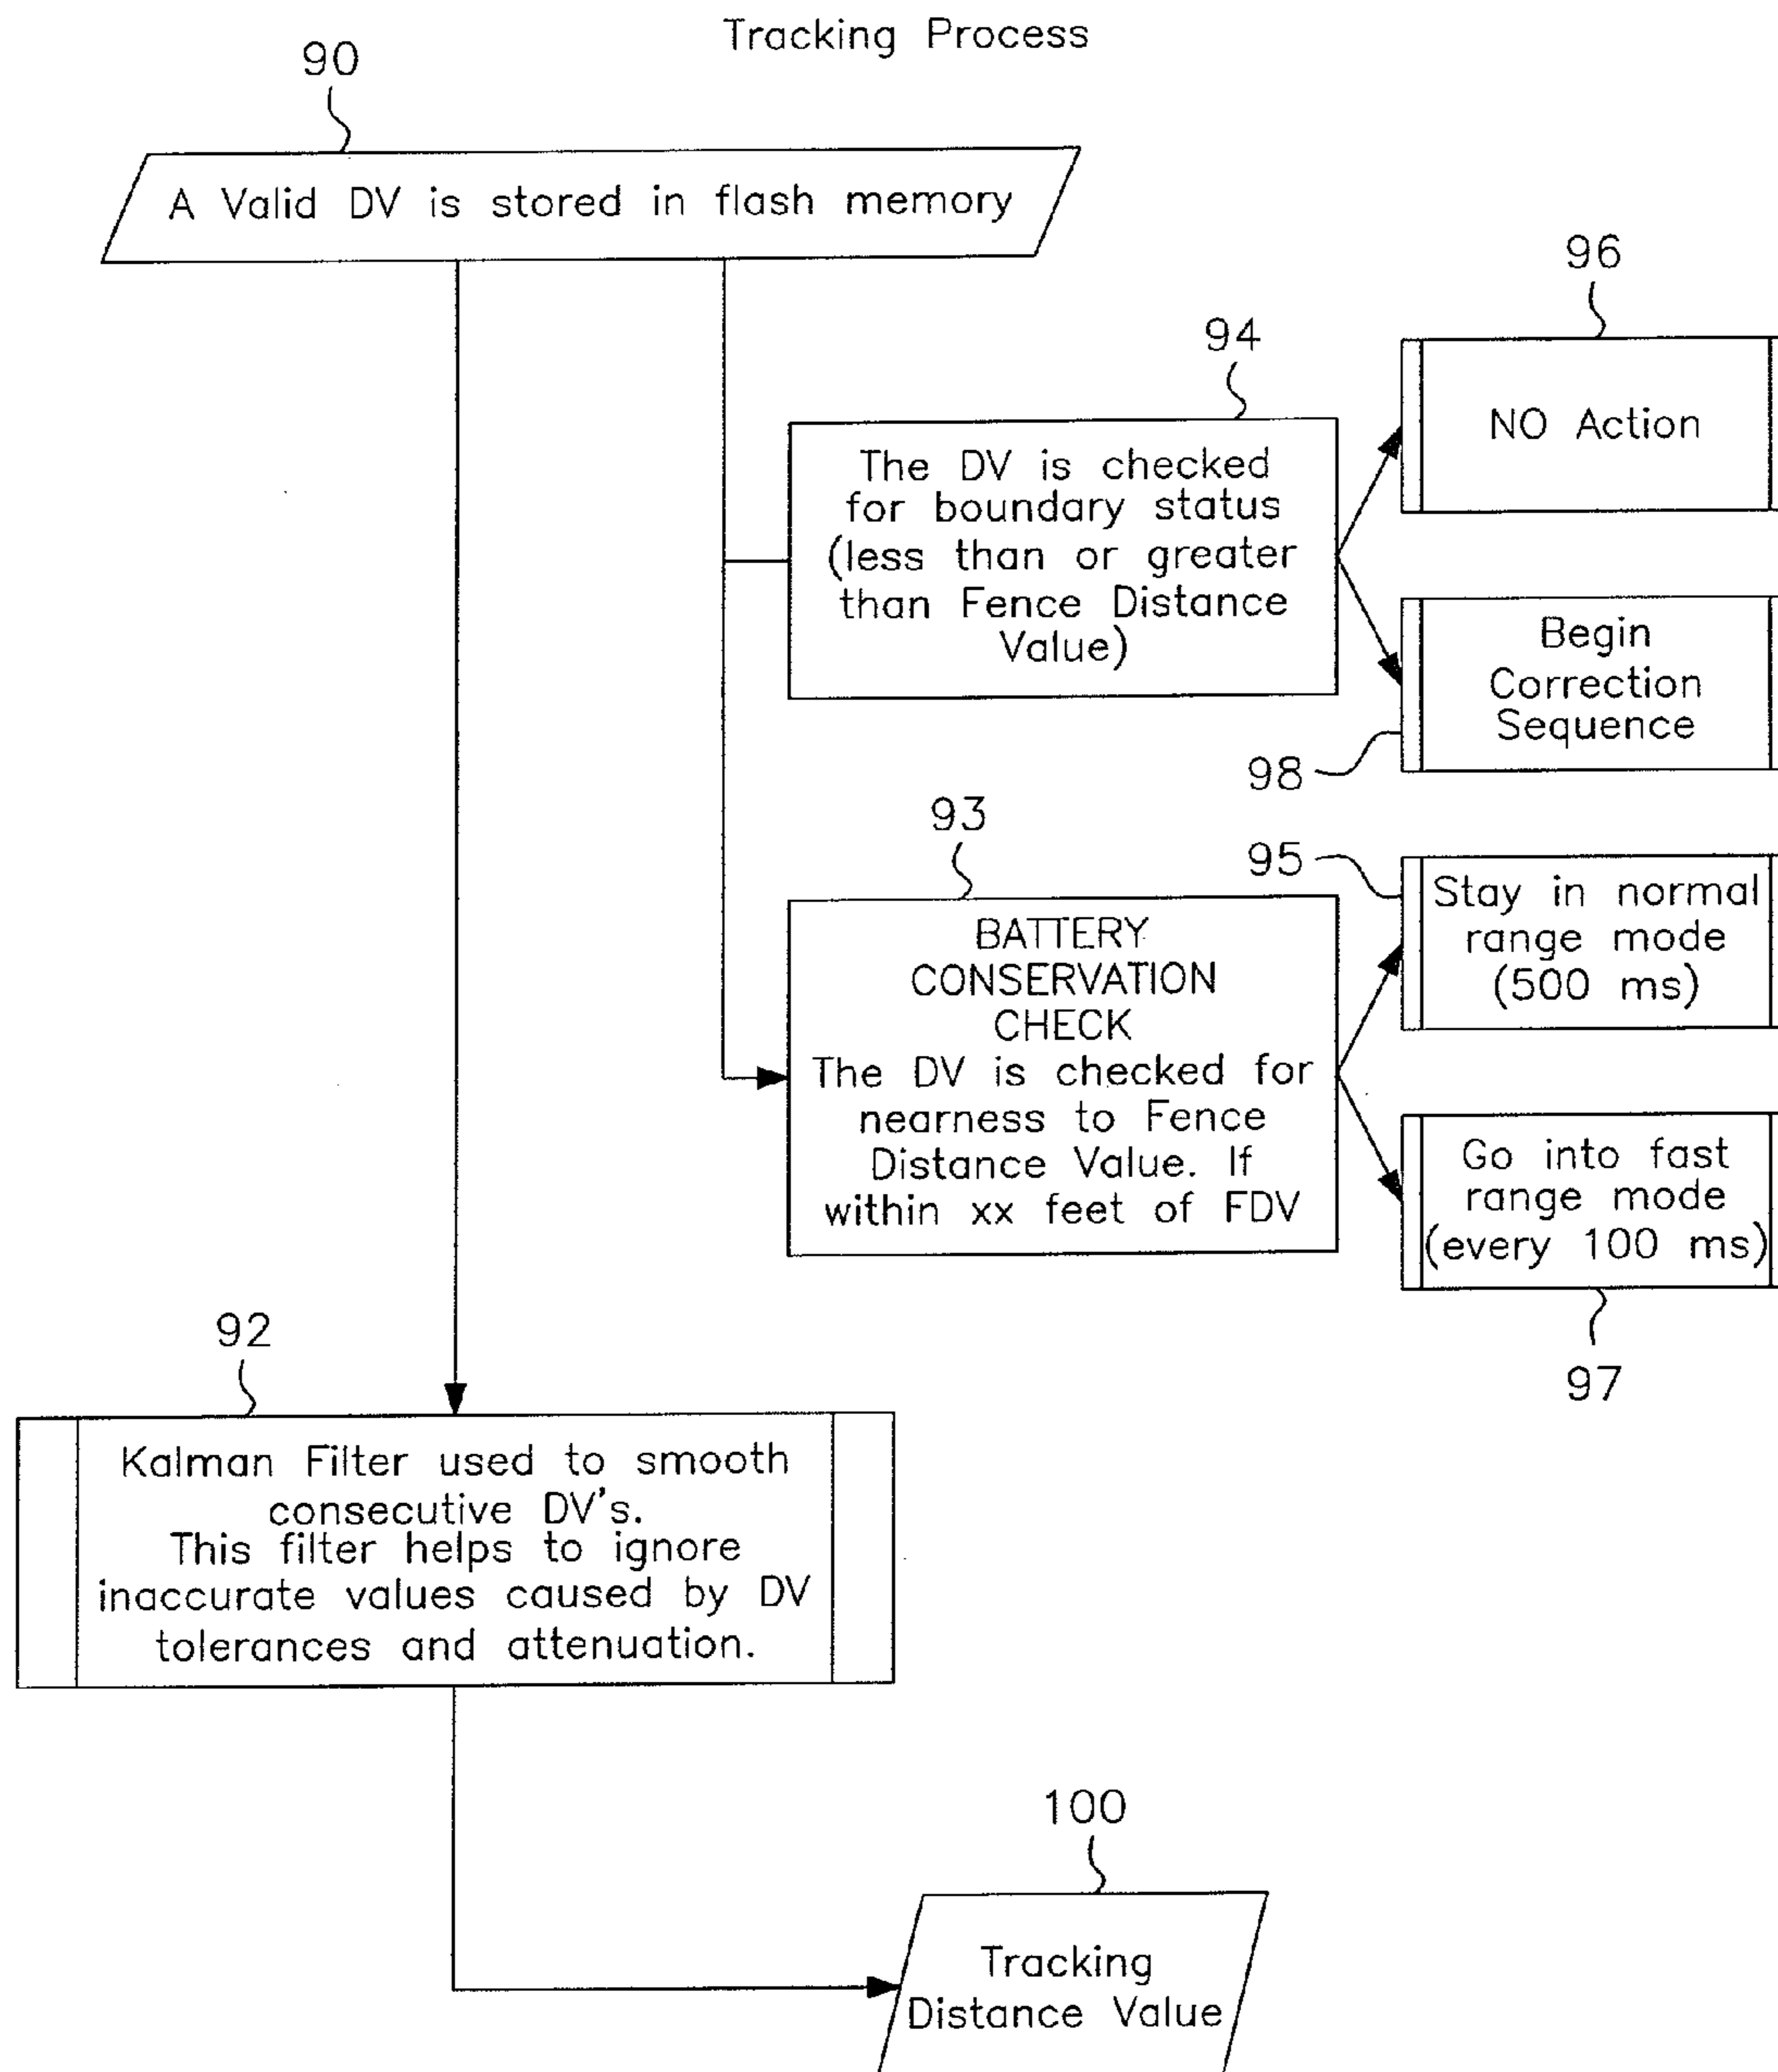 Tracking Process
90
A Valid DV is stored in flash memory
96
NO Action
94
The DV is checked
for boundary status
(less than or greater
than Fence Distance
Value)
Begin
Correction
Sequence
98
93
BATTERY
CONSERVATION
CHECK
The DV is checked for
nearness to Fence
Distance Value. If
within xx feet of FDV
95
Stay in normal
range mode
(500 ms)
Go into fast
range mode
(every 100 ms)
97
92
Kalman Filter used to smooth
consecutive DV's.
This filter helps to ignore
inaccurate values caused by DV
tolerances and attenuation.
100
Tracking
Distance Value